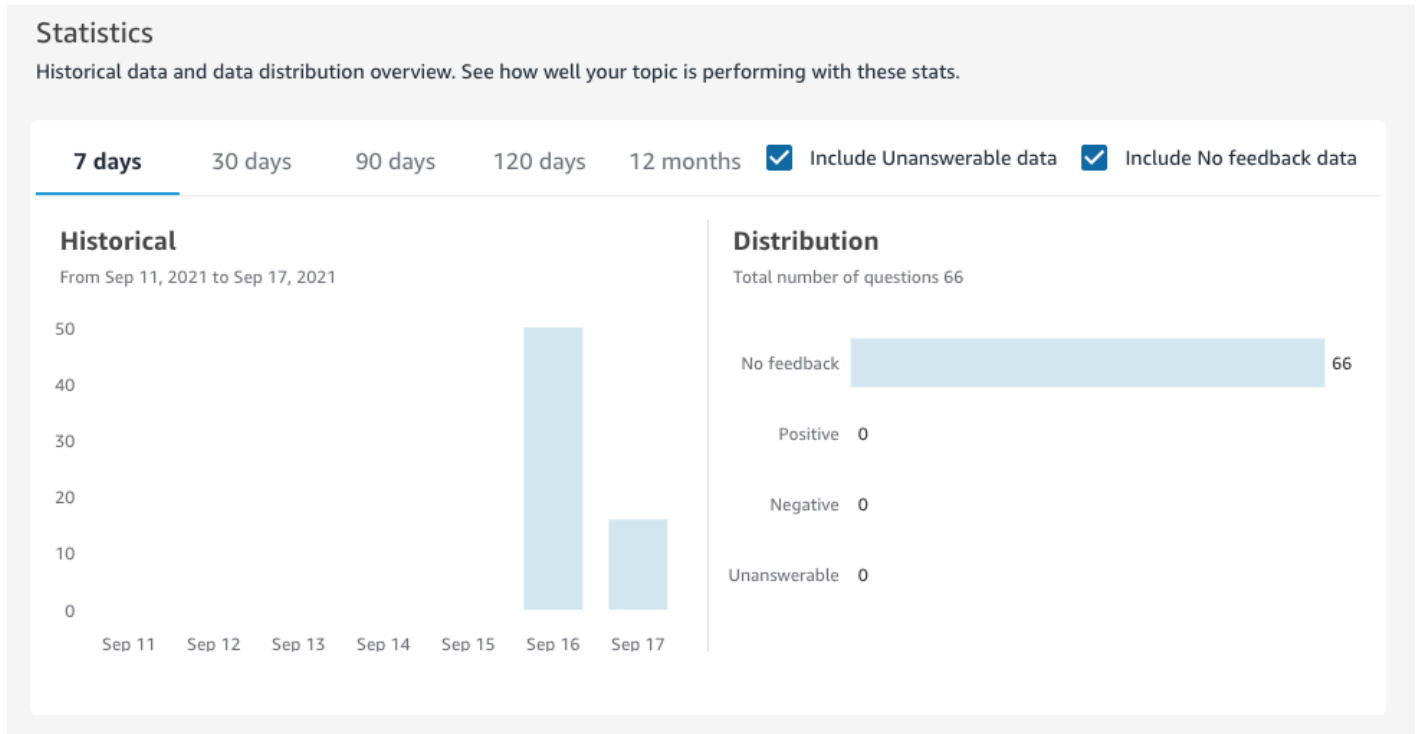 Statistics
Historical data and data distribution overview. See how well your topic is performing with these stats.
7 days 30 days 90 days 120 days 12 months Include Unanswerable data Include No feedback data
Historical
From Sep 11, 2021 to Sep 17, 2021
50
40
30
20
10
0
Sep 11 Sep 12 Sep 13 Sep 14 Sep 15 Sep 16 Sep 17
Distribution
Total number of questions 66
No feedback 66
Positive 0
Negative 0
Unanswerable 0